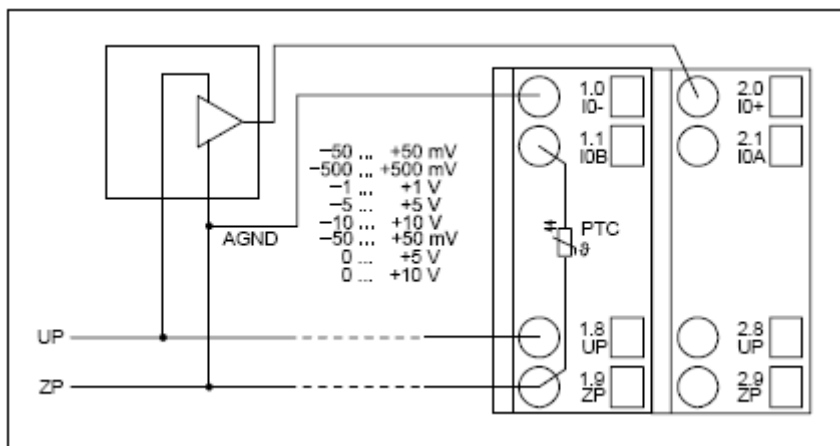 1.0
I0-
2.0
I0+
1.1
I0B
2.1
I0A
–50 ... +50 mV
–500 ... +500 mV
–1 ... +1 V
–5 ... +5 V
–10 ... +10 V
–50 ... +50 mV
0 ... +5 V
0 ... +10 V
AGND
PTC
ϑ
UP
1.8
UP
2.8
UP
ZP
1.9
ZP
2.9
ZP